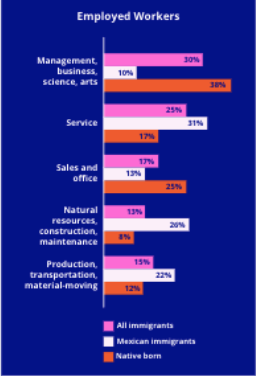 Employed Workers
Management,
business,
science, arts
30%
10%
38%
Service
25%
31%
17%
Sales and
office
17%
13%
25%
Natural
resources,
construction,
maintenance
13%
26%
8%
Production,
transportation,
material-moving
15%
22%
12%
All immigrants
Mexican immigrants
Native born